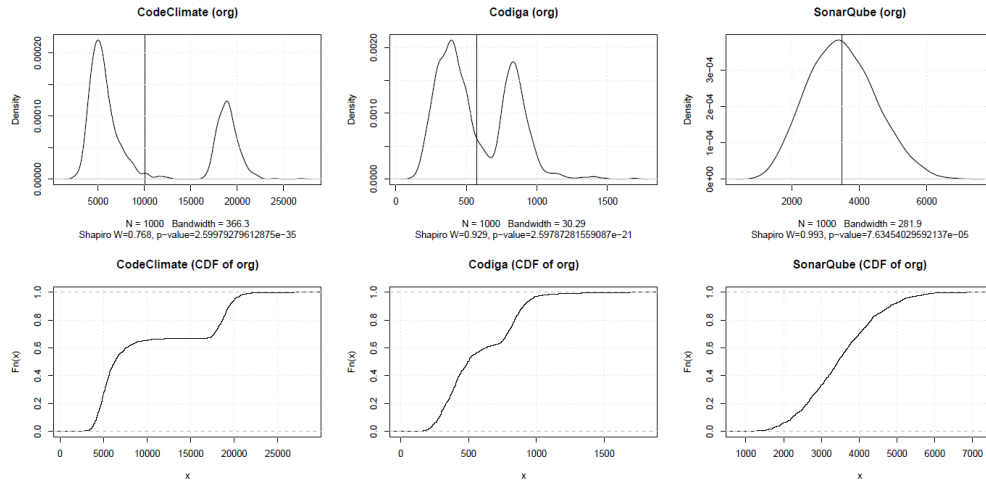 CodeClimate (org)
Density
0.00000 0.00010 0.00020
5000 10000 15000 20000 25000
N = 1000 Bandwidth = 366.3
Shapiro W=0.768, p-value=2.59979279612875e-35
Codiga (org)
Density
0.0000 0.0010 0.0020
0 500 1000 1500
N = 1000 Bandwidth = 30.29
Shapiro W=0.929, p-value=2.59787281559087e-21
SonarQube (org)
Density
0e+00 1e-04 2e-04 3e-04
2000 4000 6000
N = 1000 Bandwidth = 281.9
Shapiro W=0.993, p-value=7.63454029592137e-05
CodeClimate (CDF of org)
Fn(x)
0.0 0.2 0.4 0.6 0.8 1.0
0 5000 10000 15000 20000 25000
x
Codiga (CDF of org)
Fn(x)
0.0 0.2 0.4 0.6 0.8 1.0
0 500 1000 1500
x
SonarQube (CDF of org)
Fn(x)
0.0 0.2 0.4 0.6 0.8 1.0
1000 2000 3000 4000 5000 6000 7000
x